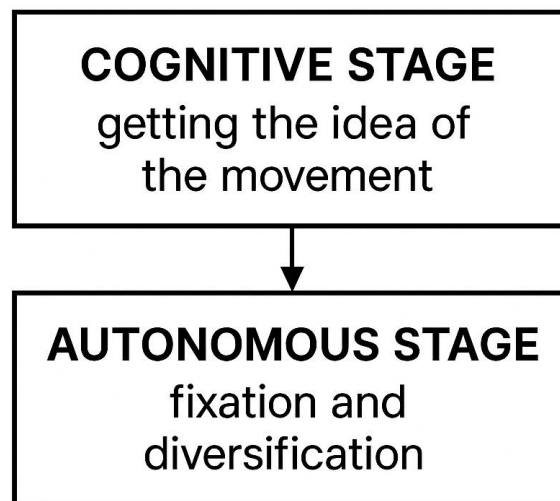 COGNITIVE STAGE
getting the idea of
the movement
AUTONOMOUS STAGE
fixation and
diversification